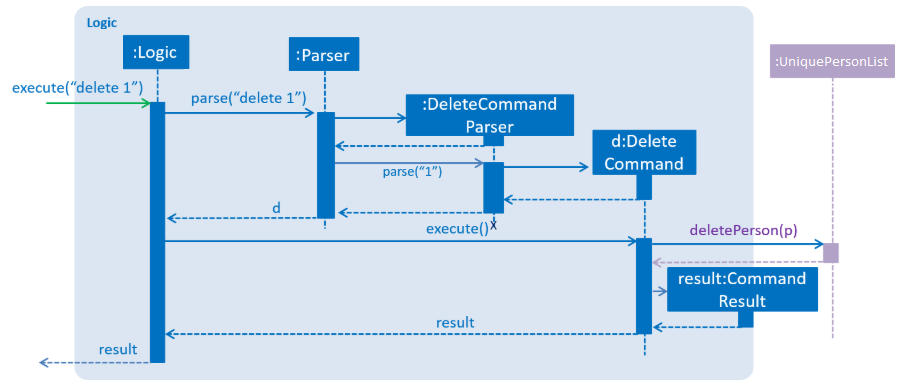 Logic
:Logic
:Parser
:UniquePersonList
execute(“delete 1”)
parse(“delete 1”)
:DeleteCommand
Parser
d:Delete
Command
parse(“1”)
d
execute()
X
deletePerson(p)
result:Command
Result
result
result